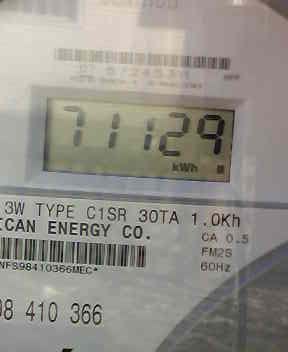 71129
kWh
3W TYPE C1SR 30TA 1.0Kh
ICAN ENERGY CO.
CA 0.5
FM2S
NFS98410366MEC*
60Hz
08 410 366